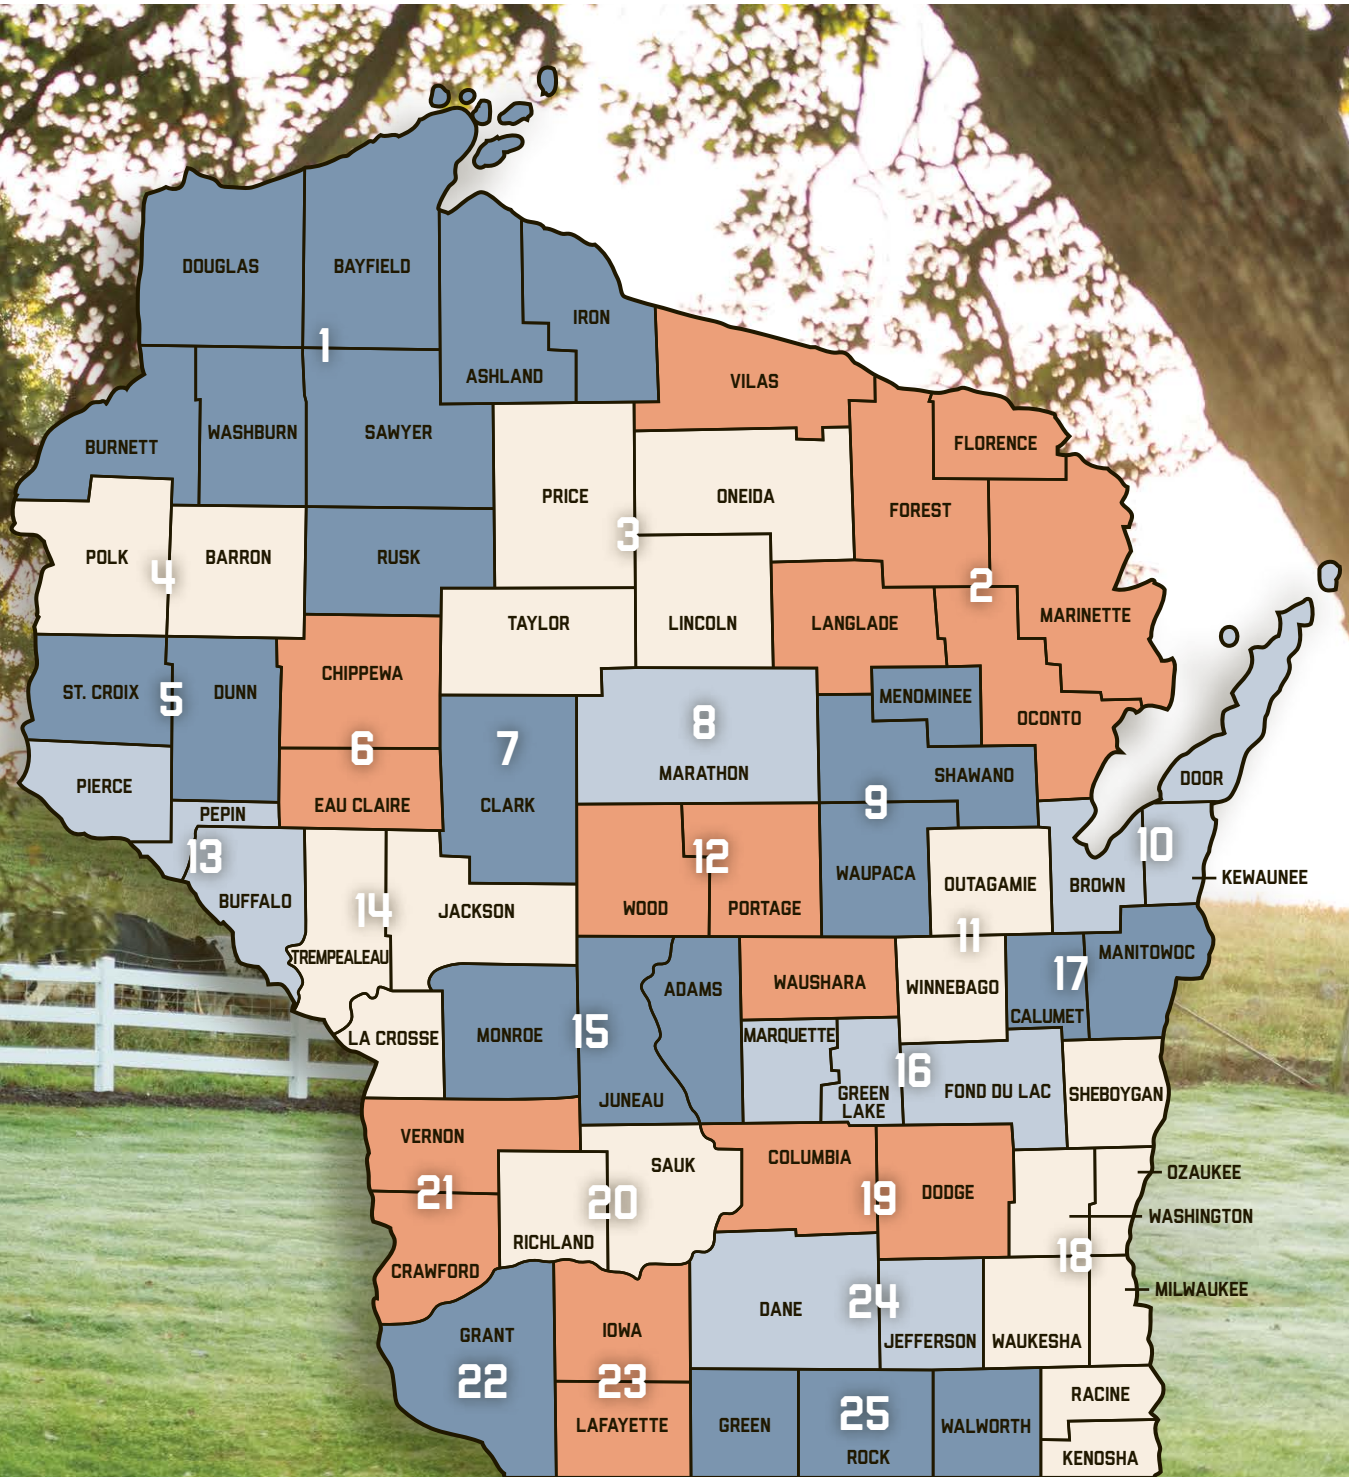 DOUGLAS
BAYFIELD
IRON
1
ASHLAND
VILAS
BURNETT
WASHBURN
SAWYER
FLORENCE
PRICE
ONEIDA
FOREST
3
POLK
4
BARRON
RUSK
2
TAYLOR
LINCOLN
LANGLADE
MARINETTE
CHIPPEWA
ST. CROIX
5
DUNN
MENOMINEE
OCONTO
6
7
8
MARATHON
SHAWANO
DOOR
PIERCE
PEPIN
EAU CLAIRE
CLARK
9
13
12
10
WAUPACA
OUTAGAMIE
BROWN
KEWAUNEE
BUFFALO
14
JACKSON
WOOD
PORTAGE
11
TREMPEALEAU
MANITOWOC
17
WAUSHARA
WINNEBAGO
ADAMS
CALUMET
LA CROSSE
MONROE
15
MARQUETTE
16
GREEN
LAKE
FOND DU LAC
SHEBOYGAN
JUNEAU
VERNON
SAUK
COLUMBIA
OZAUKEE
21
20
19
DODGE
WASHINGTON
RICHLAND
18
CRAWFORD
MILWAUKEE
DANE
24
GRANT
IOWA
JEFFERSON
WAUKESHA
22
23
RACINE
LAFAYETTE
GREEN
25
ROCK
WALWORTH
KENOSHA